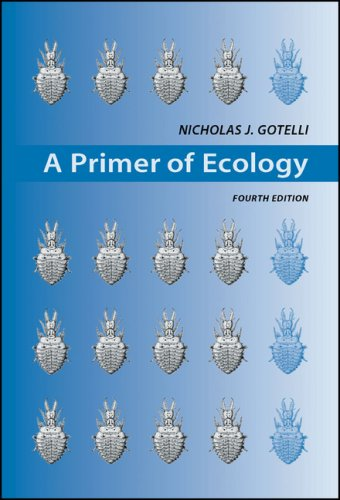 NICHOLAS J. GOTELLI
A Primer of Ecology
FOURTH EDITION